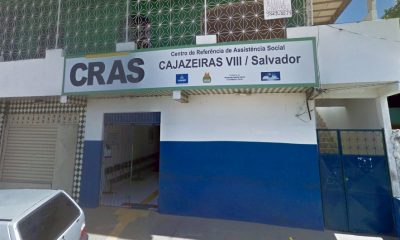 CRAS
Centro de Referência de Assistência Social
CAJAZEIRAS VIII / Salvador